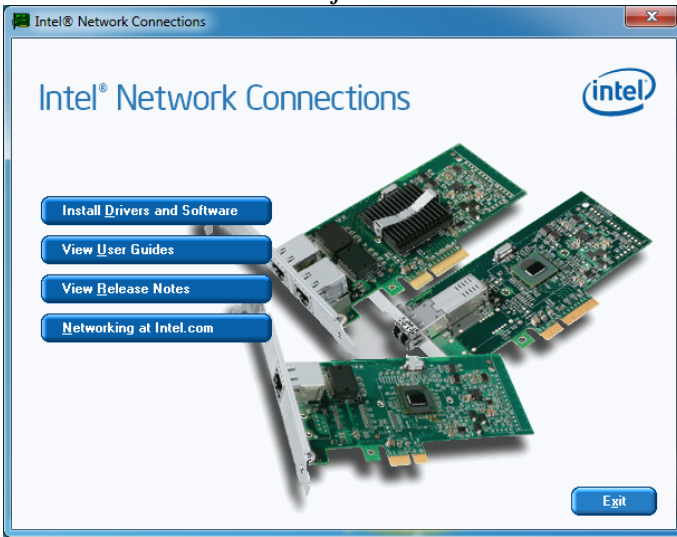 Intel® Network Connections
Intel® Network Connections
intel
Install Drivers and Software
View User Guides
View Release Notes
Networking at Intel.com
Exit